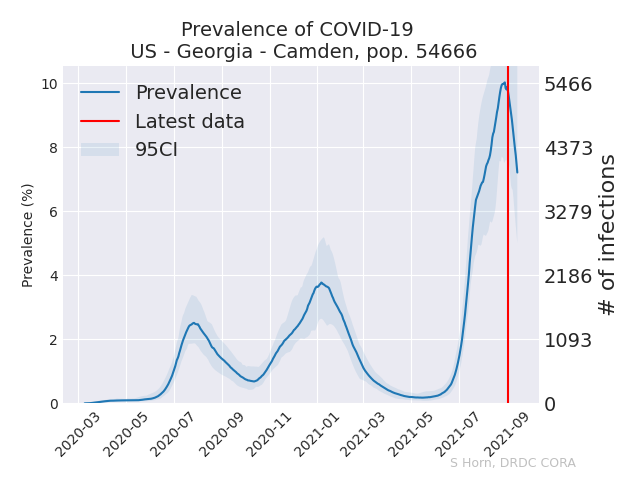 Prevalence of COVID-19
US - Georgia - Camden, pop. 54666
Prevalence
Latest data
95CI
Prevalence (%)
10
8
6
4
2
0
5466
4373
3279
2186
1093
0
# of infections
2020-03
2020-05
2020-07
2020-09
2020-11
2021-01
2021-03
2021-05
2021-07
2021-09
S Horn, DRDC CORA